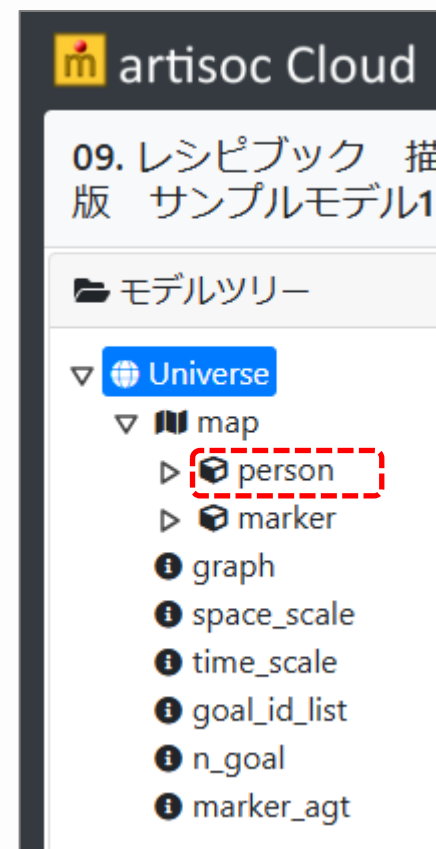 artisoc Cloud
09. レシピブック　描
版　サンプルモデル1
モデルツリー
Universe
map
person
marker
graph
space_scale
time_scale
goal_id_list
n_goal
marker_agt